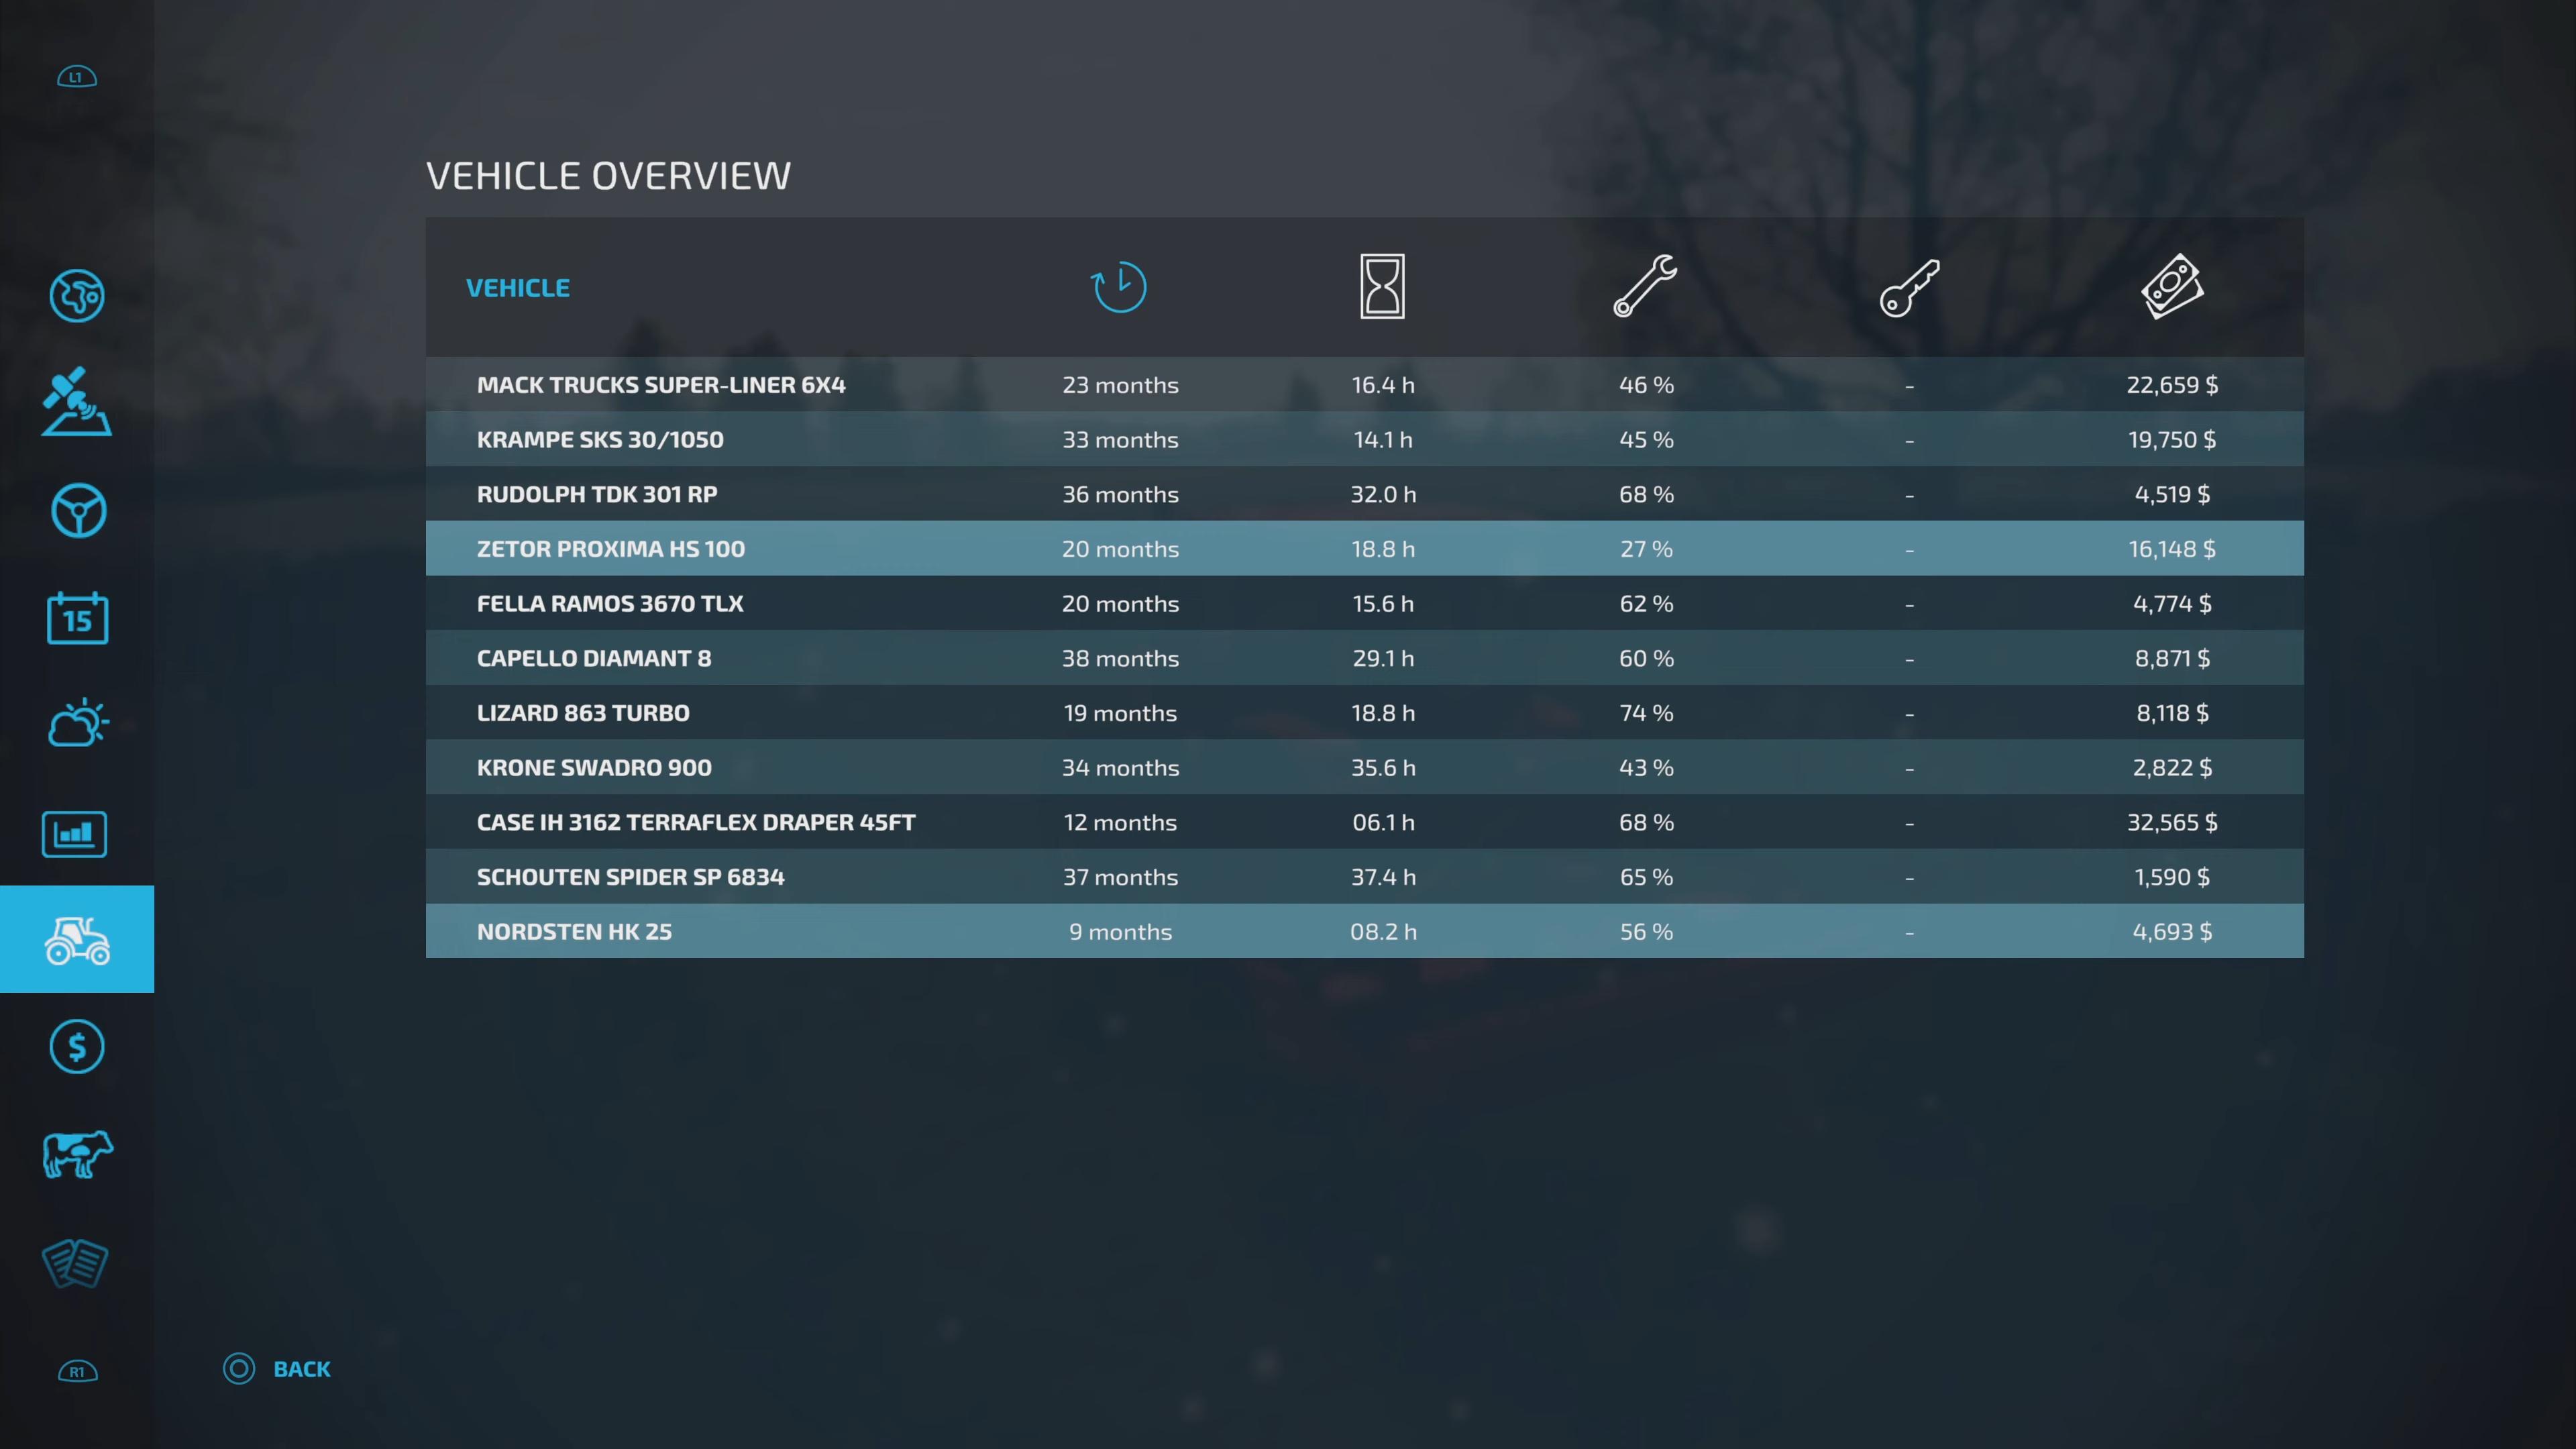 L1
VEHICLE OVERVIEW
VEHICLE
MACK TRUCKS SUPER-LINER 6X4 23 months 16.4 h 46 % - 22,659 $
KRAMPE SKS 30/1050 33 months 14.1 h 45 % - 19,750 $
RUDOLPH TDK 301 RP 36 months 32.0 h 68 % - 4,519 $
ZETOR PROXIMA HS 100 20 months 18.8 h 27 % - 16,148 $
FELLA RAMOS 3670 TLX 20 months 15.6 h 62 % - 4,774 $
CAPELLO DIAMANT 8 38 months 29.1 h 60 % - 8,871 $
LIZARD 863 TURBO 19 months 18.8 h 74 % - 8,118 $
KRONE SWADRO 900 34 months 35.6 h 43 % - 2,822 $
CASE IH 3162 TERRAFLEX DRAPER 45FT 12 months 06.1 h 68 % - 32,565 $
SCHOUTEN SPIDER SP 6834 37 months 37.4 h 65 % - 1,590 $
NORDSTEN HK 25 9 months 08.2 h 56 % - 4,693 $
15
$
R1
BACK